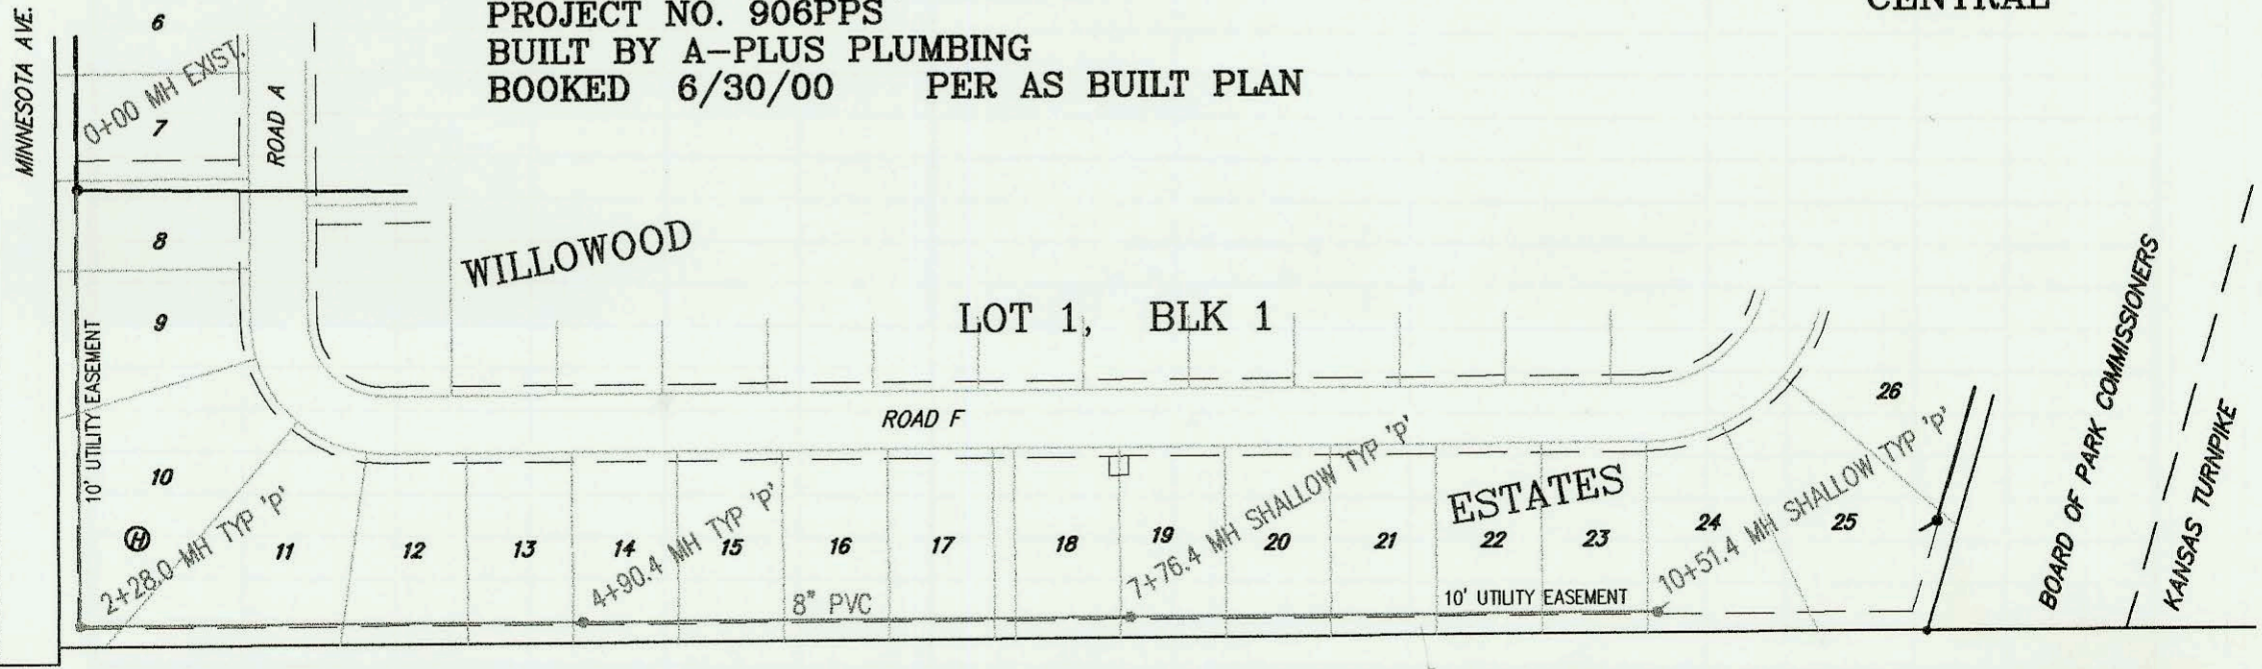 CENTRAL
PROJECT NO. 906PPS
BUILT BY A-PLUS PLUMBING
BOOKED 6/30/00 PER AS BUILT PLAN
MINNESOTA AVE.
6
0+00 MH EXIST.
7
ROAD A
8
WILLOWOOD
9
LOT 1, BLK 1
10' UTILITY EASEMENT
ROAD F
26
BOARD OF PARK COMMISSIONERS
KANSAS TURNPIKE
10
H
2+28.0 MH TYP 'P'
11
12
13
14
4+90.4 MH TYP 'P'
15
16
17
18
19
7+76.4 MH SHALLOW TYP 'P'
20
21
ESTATES
22
23
24
10+51.4 MH SHALLOW TYP 'P'
25
8" PVC
10' UTILITY EASEMENT